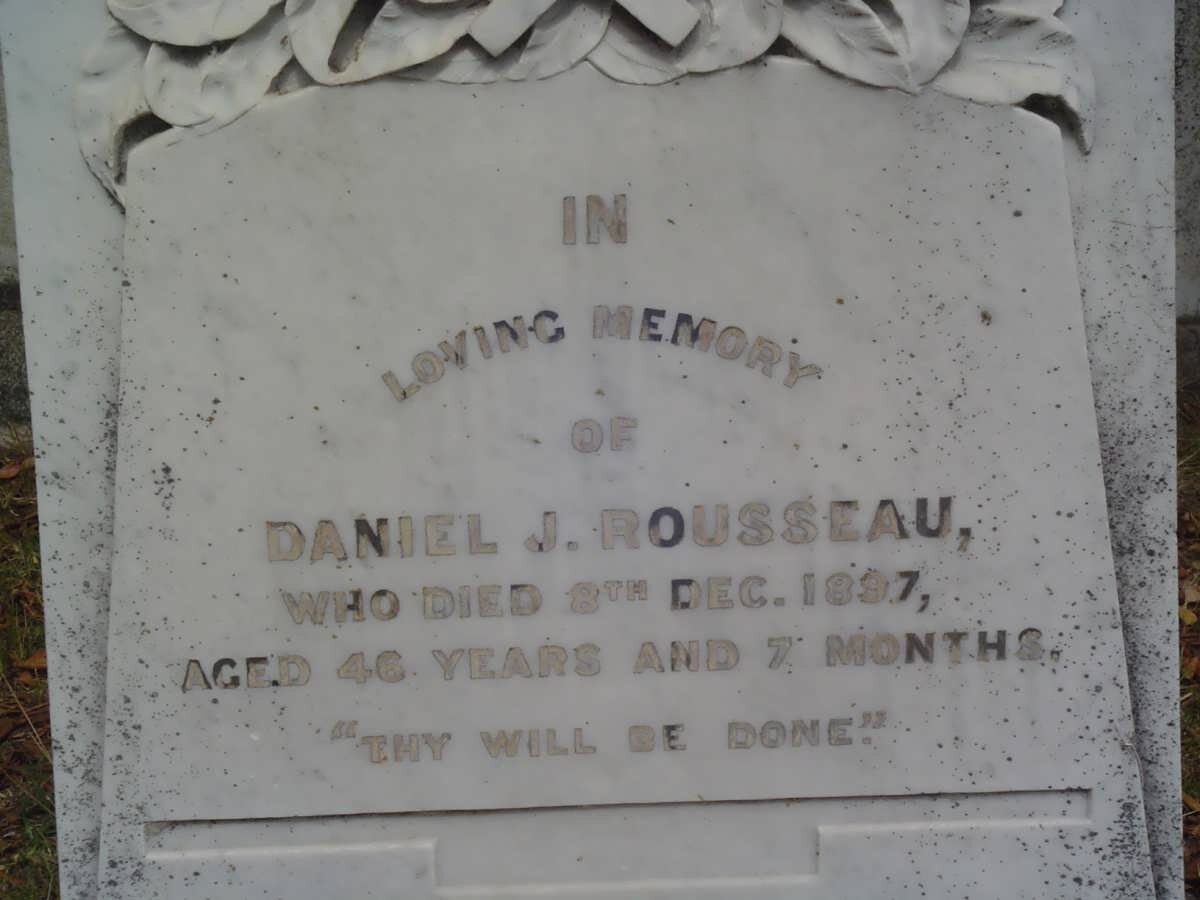 IN
LOVING MEMORY
OF
DANIEL J. ROUSSEAU,
WHO DIED 8TH DEC. 1897,
AGED 46 YEARS AND 7 MONTHS.
"THY WILL BE DONE."